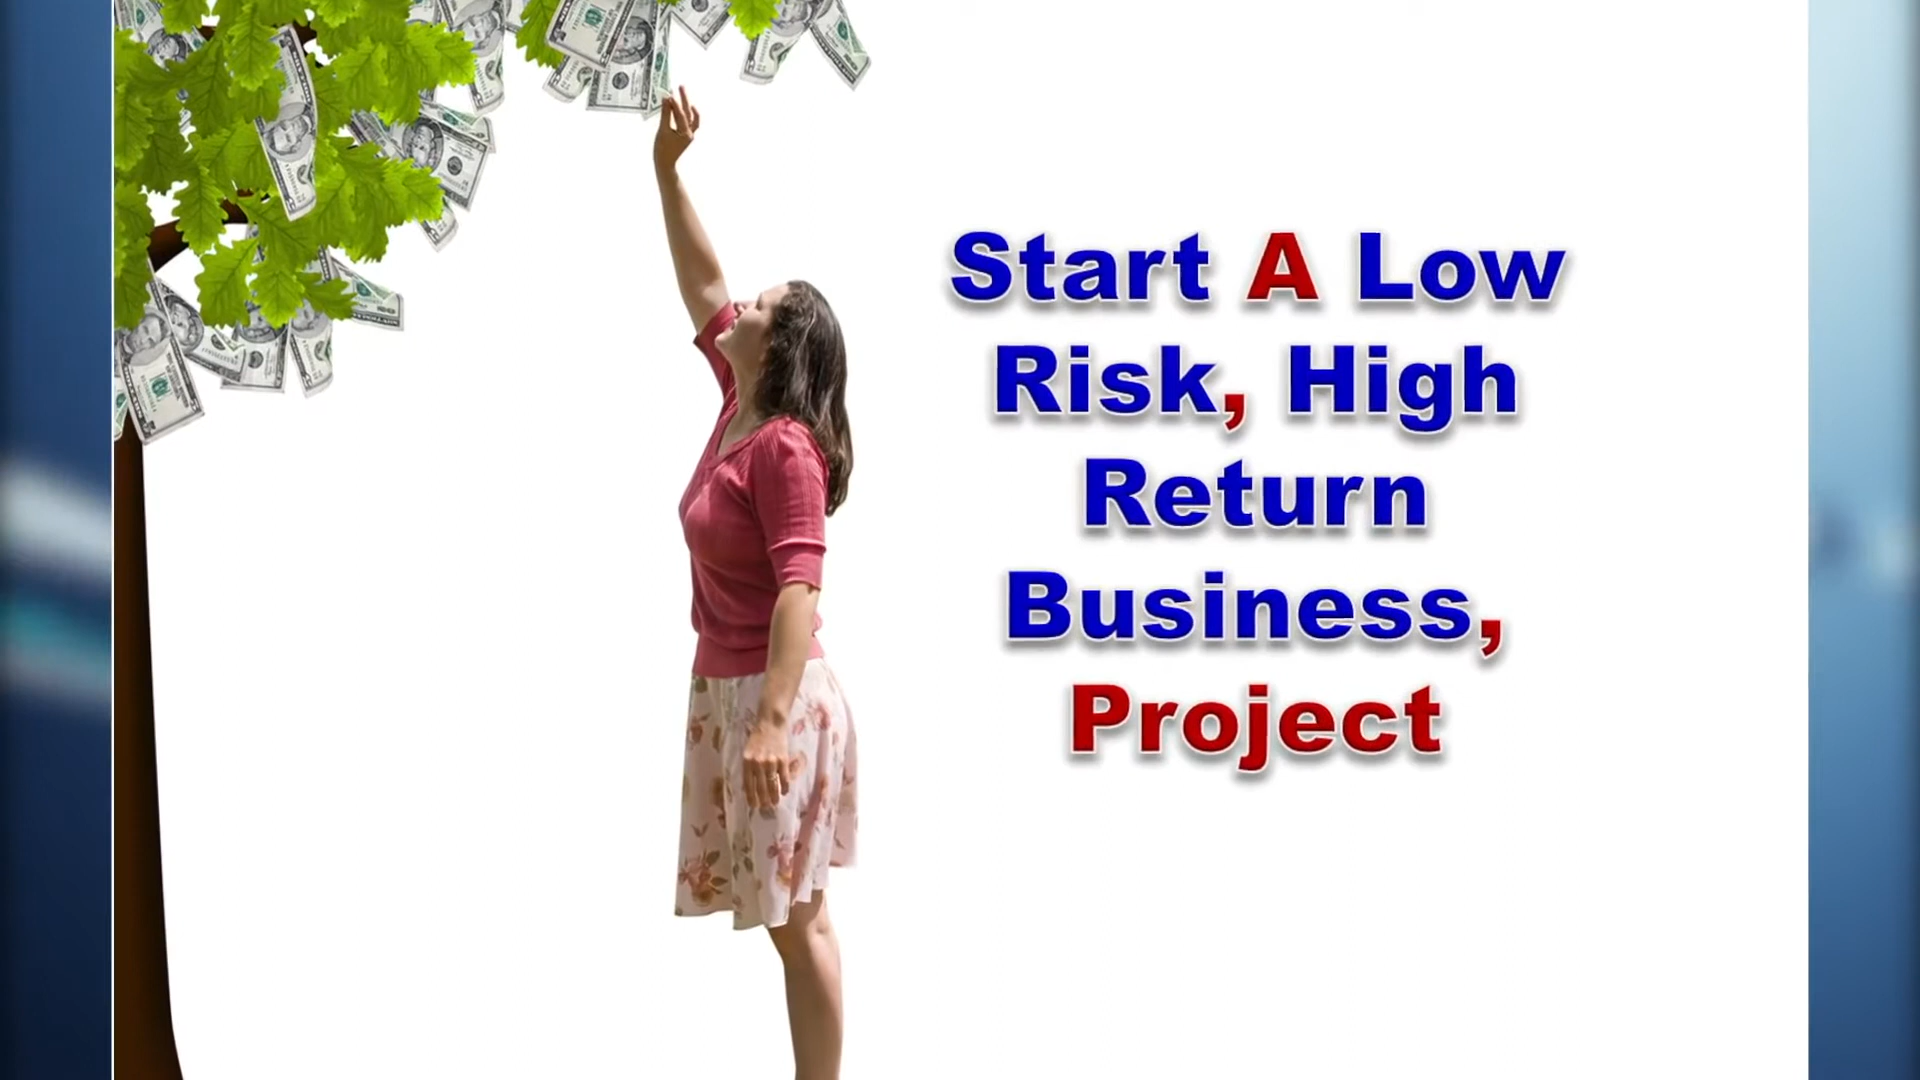 Start A Low
Risk, High
Return
Business,
Project